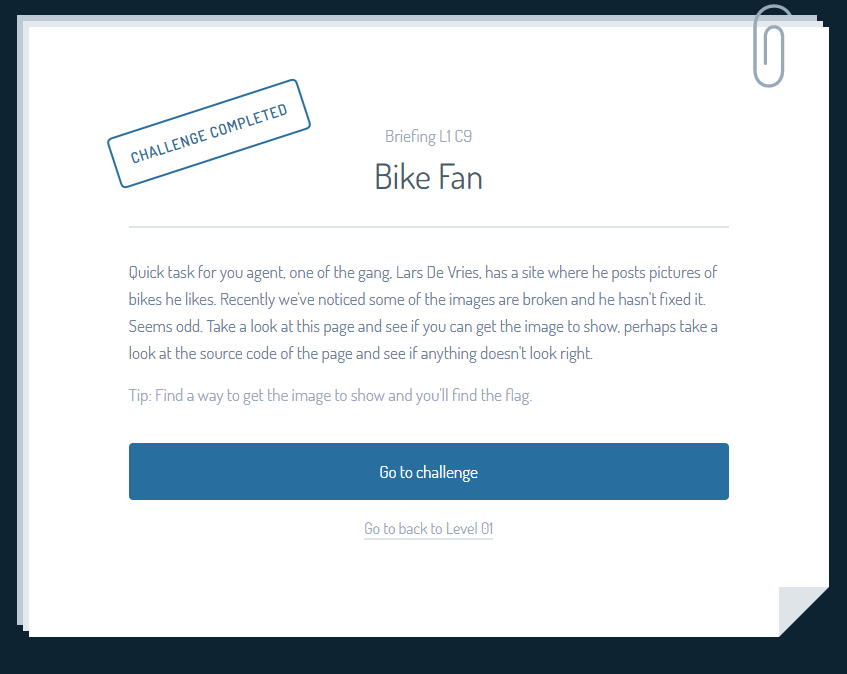 CHALLENGE COMPLETED
Briefing L1 C9
Bike Fan
Quick task for you agent, one of the gang, Lars De Vries, has a site where he posts pictures of
bikes he likes. Recently we've noticed some of the images are broken and he hasn't fixed it.
Seems odd. Take a look at this page and see if you can get the image to show, perhaps take a
look at the source code of the page and see if anything doesn't look right.
Tip: Find a way to get the image to show and you'll find the flag.
Go to challenge
Go to back to Level 01